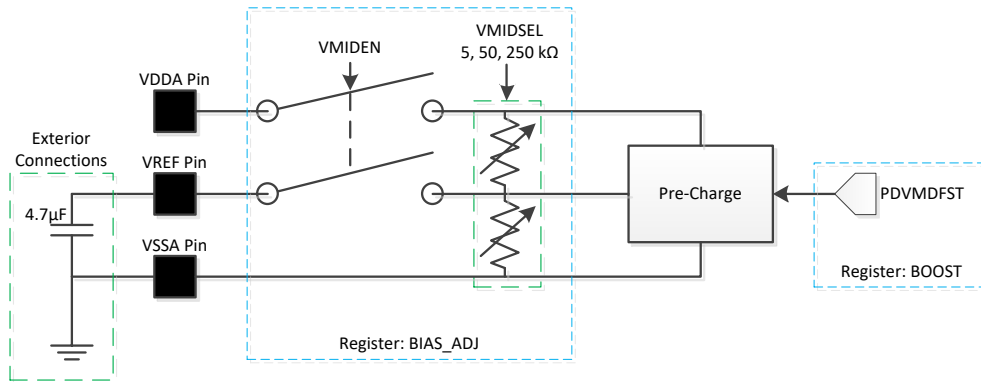 VMIDSEL
5, 50, 250 kΩ
VMIDEN
VDDA Pin
Exterior
Connections
VREF Pin
4.7µF
VSSA Pin
Pre-Charge
PDVMDFST
Register: BOOST
Register: BIAS_ADJ